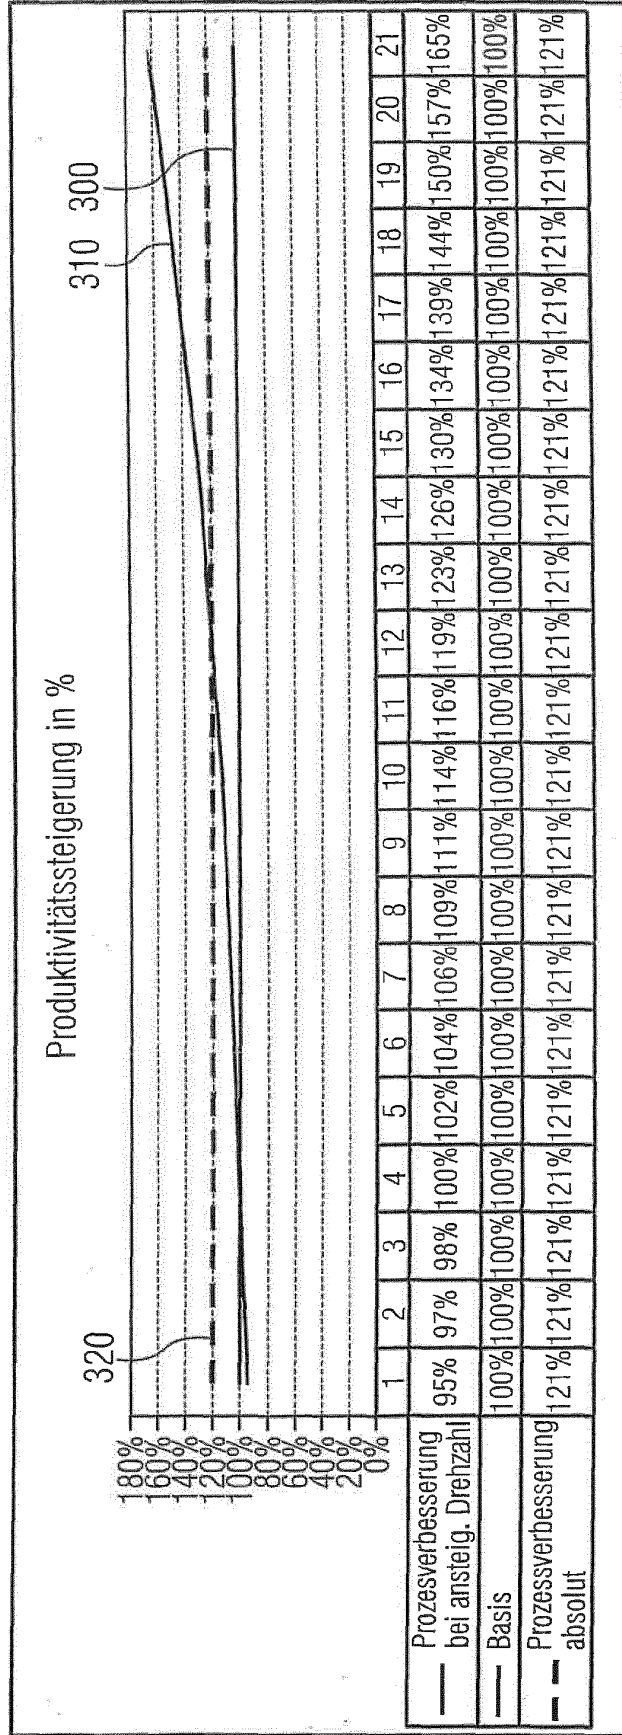 Produktivitätssteigerung in %
320
310
300
180%
160%
140%
120%
100%
80%
60%
40%
20%
0%
1 2 3 4 5 6 7 8 9 10 11 12 13 14 15 16 17 18 19 20 21
Prozesverbesserung
bei ansteig. Drehzahl
95% 97% 98% 100% 102% 104% 106% 109% 111% 114% 116% 119% 123% 126% 130% 134% 139% 144% 150% 157% 165%
Basis
100% 100% 100% 100% 100% 100% 100% 100% 100% 100% 100% 100% 100% 100% 100% 100% 100% 100% 100% 100% 100%
Prozessverbesserung
absolut
121% 121% 121% 121% 121% 121% 121% 121% 121% 121% 121% 121% 121% 121% 121% 121% 121% 121% 121% 121% 121%